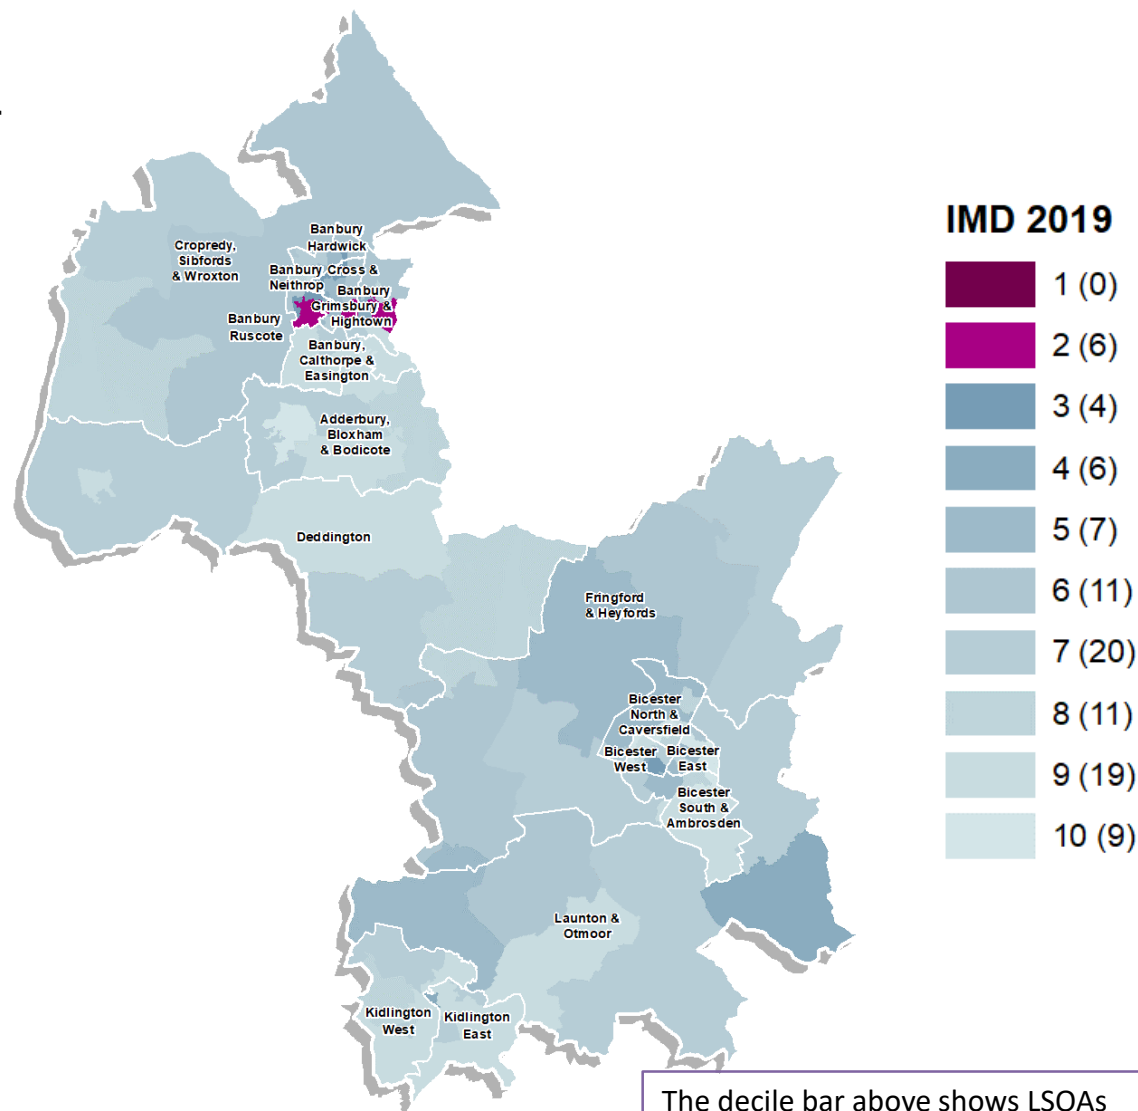 Banbury
Hardwick
Cropredy,
Sibfords
& Wroxton
Banbury Cross &
Neithrop
Banbury
Grimsbury &
Hightown
Banbury
Ruscote
Banbury,
Calthorpe &
Easington
Adderbury,
Bloxham
& Bodicote
Deddington
Fringford
& Heyfords
Bicester
North &
Caversfield
Bicester
West
Bicester
East
Bicester
South &
Ambrosden
Launton &
Otmoor
Kidlington
West
Kidlington
East
IMD 2019
1 (0)
2 (6)
3 (4)
4 (6)
5 (7)
6 (11)
7 (20)
8 (11)
9 (19)
10 (9)
The decile bar above shows LSOAs